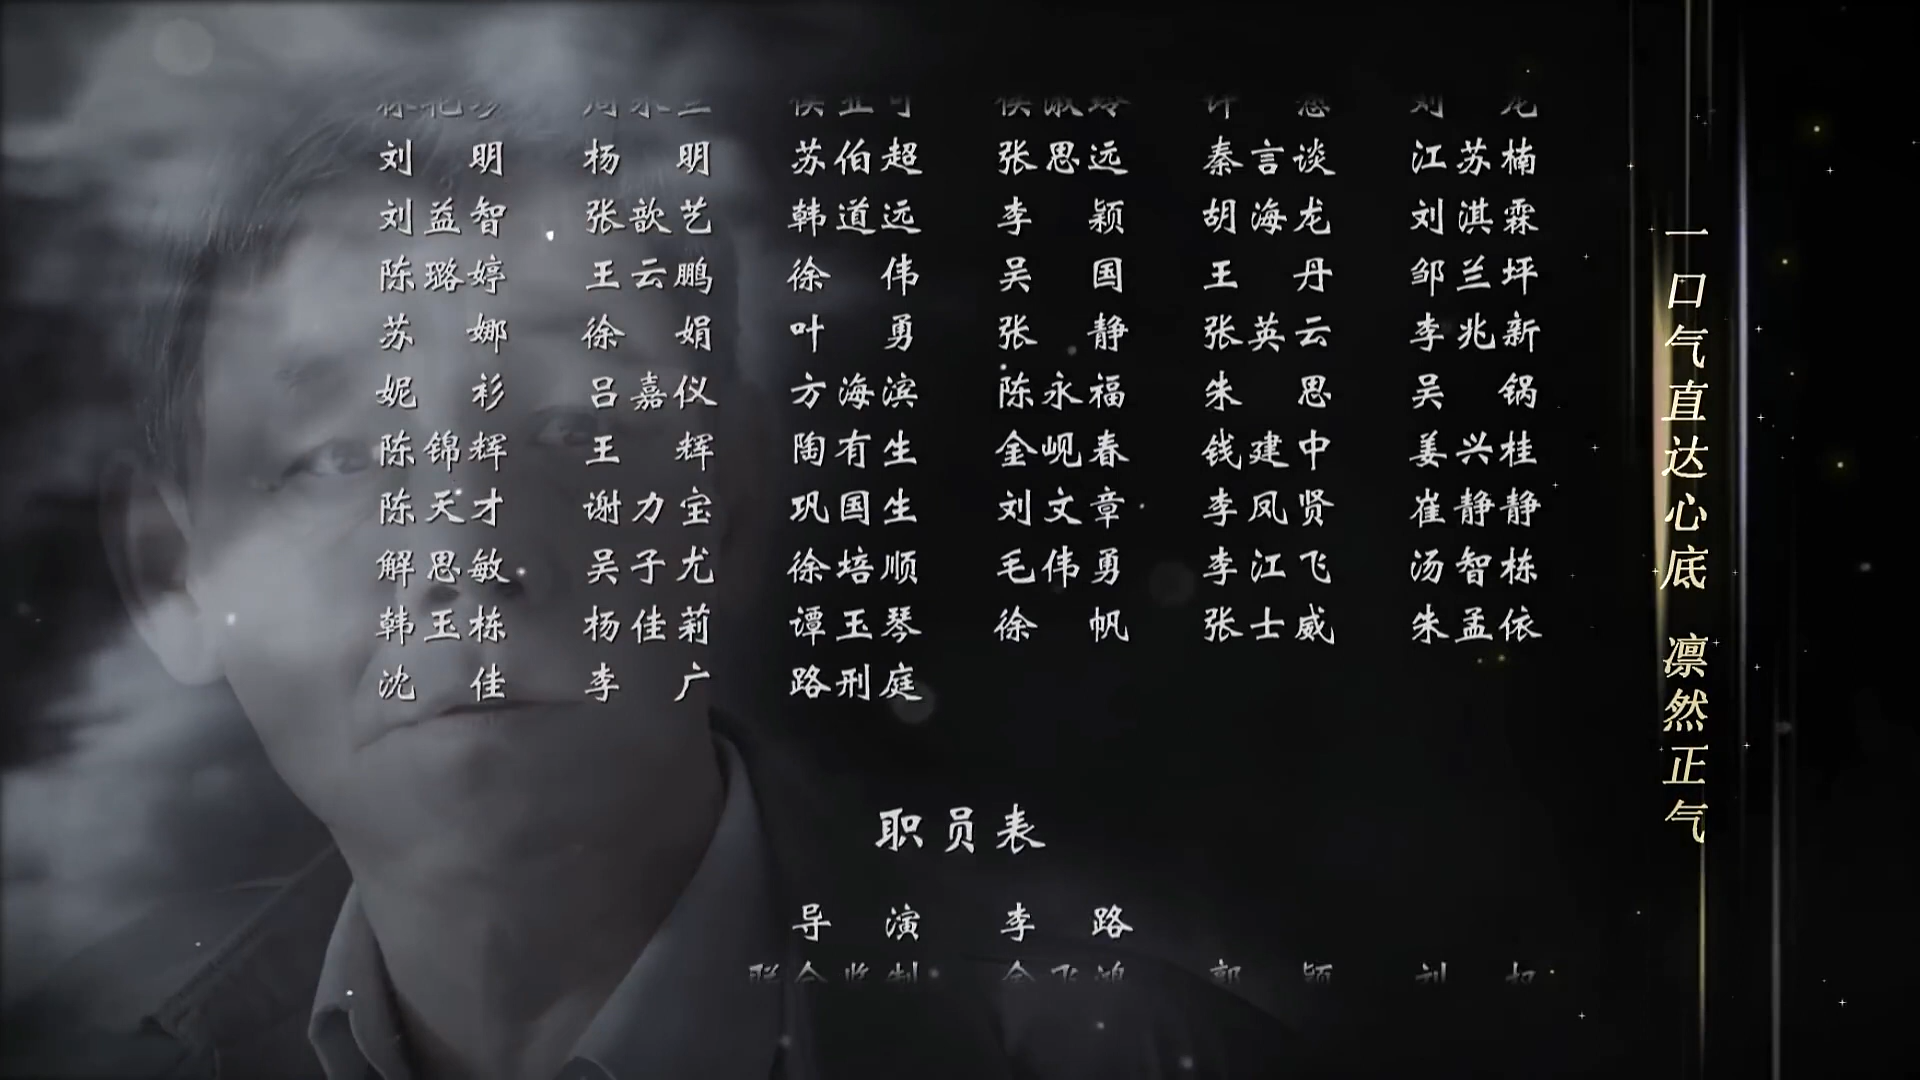 刘明 杨明 苏伯超 张思远 秦言谈 江苏楠
刘益智 张歆艺 韩道远 李颖 胡海龙 刘淇霖
陈璐婷 王云鹏 徐伟 吴国 王丹 邹兰坪
苏娜 徐娟 叶勇 张静 张英云 李兆新
妮衫 吕嘉仪 方海滨 陈永福 朱思 吴锅
陈锦辉 王辉 陶有生 金岘春 钱建中 姜兴桂
陈天才 谢力宝 巩国生 刘文章 李凤贤 崔静静
解思敏 吴子尤 徐培顺 毛伟勇 李江飞 汤智栋
韩玉栋 杨佳莉 谭玉琴 徐帆 张士威 朱孟依
沈佳 李广 路刑庭
职员表
导演 李路
一口气直达心底 凛然正气